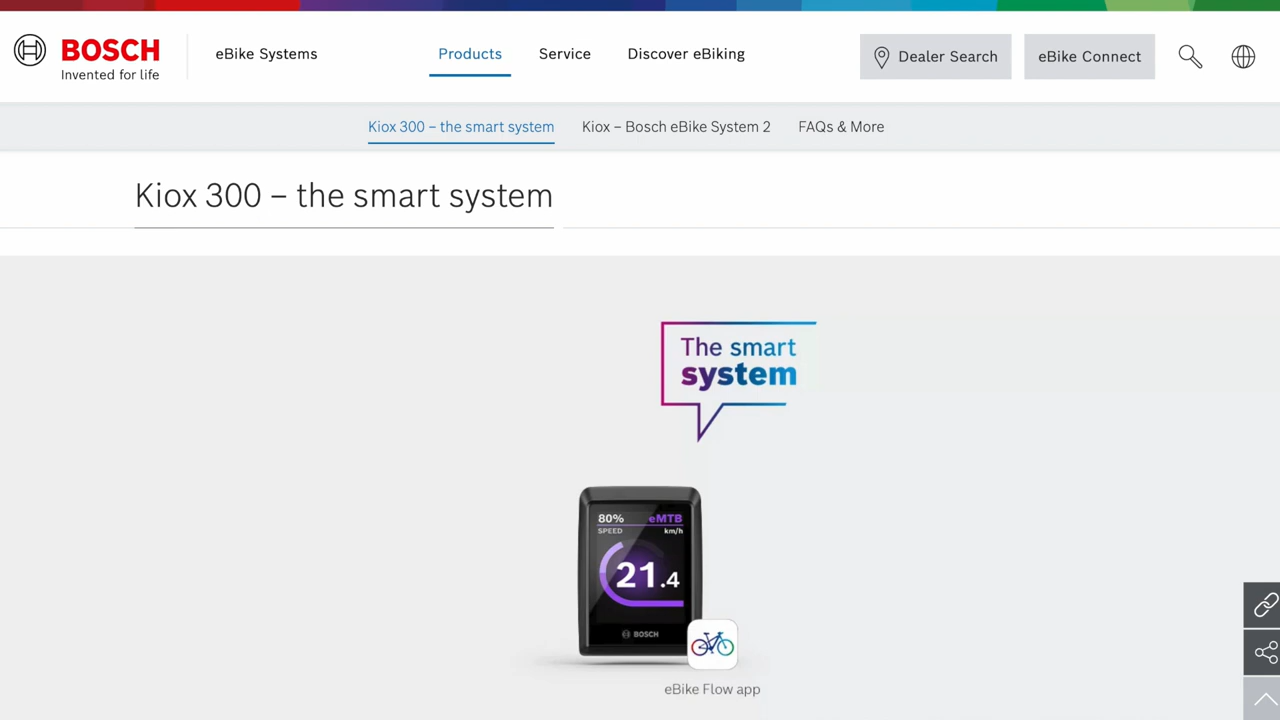 BOSCH
Invented for life
eBike Systems
Products
Service
Discover eBiking
Dealer Search
eBike Connect
Kiox 300 – the smart system
Kiox – Bosch eBike System 2
FAQs & More
Kiox 300 – the smart system
The smart
system
80% eMTB
SPEED km/h
21.4
BOSCH
eBike Flow app